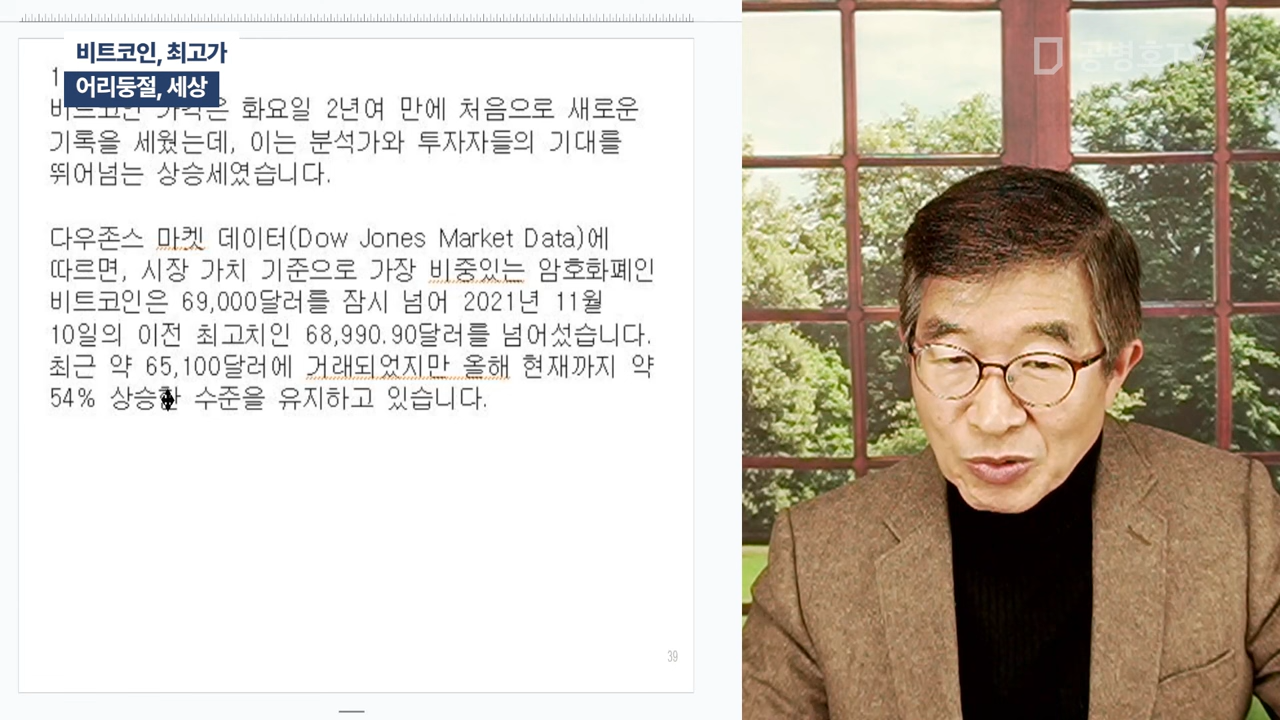 비트코인, 최고가
어리둥절, 세상
1
비트코인 가격은 화요일 2년여 만에 처음으로 새로운
기록을 세웠는데, 이는 분석가와 투자자들의 기대를
뛰어넘는 상승세였습니다.
다우존스 마켓 데이터(Dow Jones Market Data)에
따르면, 시장 가치 기준으로 가장 비중있는 암호화폐인
비트코인은 69,000달러를 잠시 넘어 2021년 11월
10일의 이전 최고치인 68,990.90달러를 넘어섰습니다.
최근 약 65,100달러에 거래되었지만 올해 현재까지 약
54% 상승한 수준을 유지하고 있습니다.
39
공병호TV